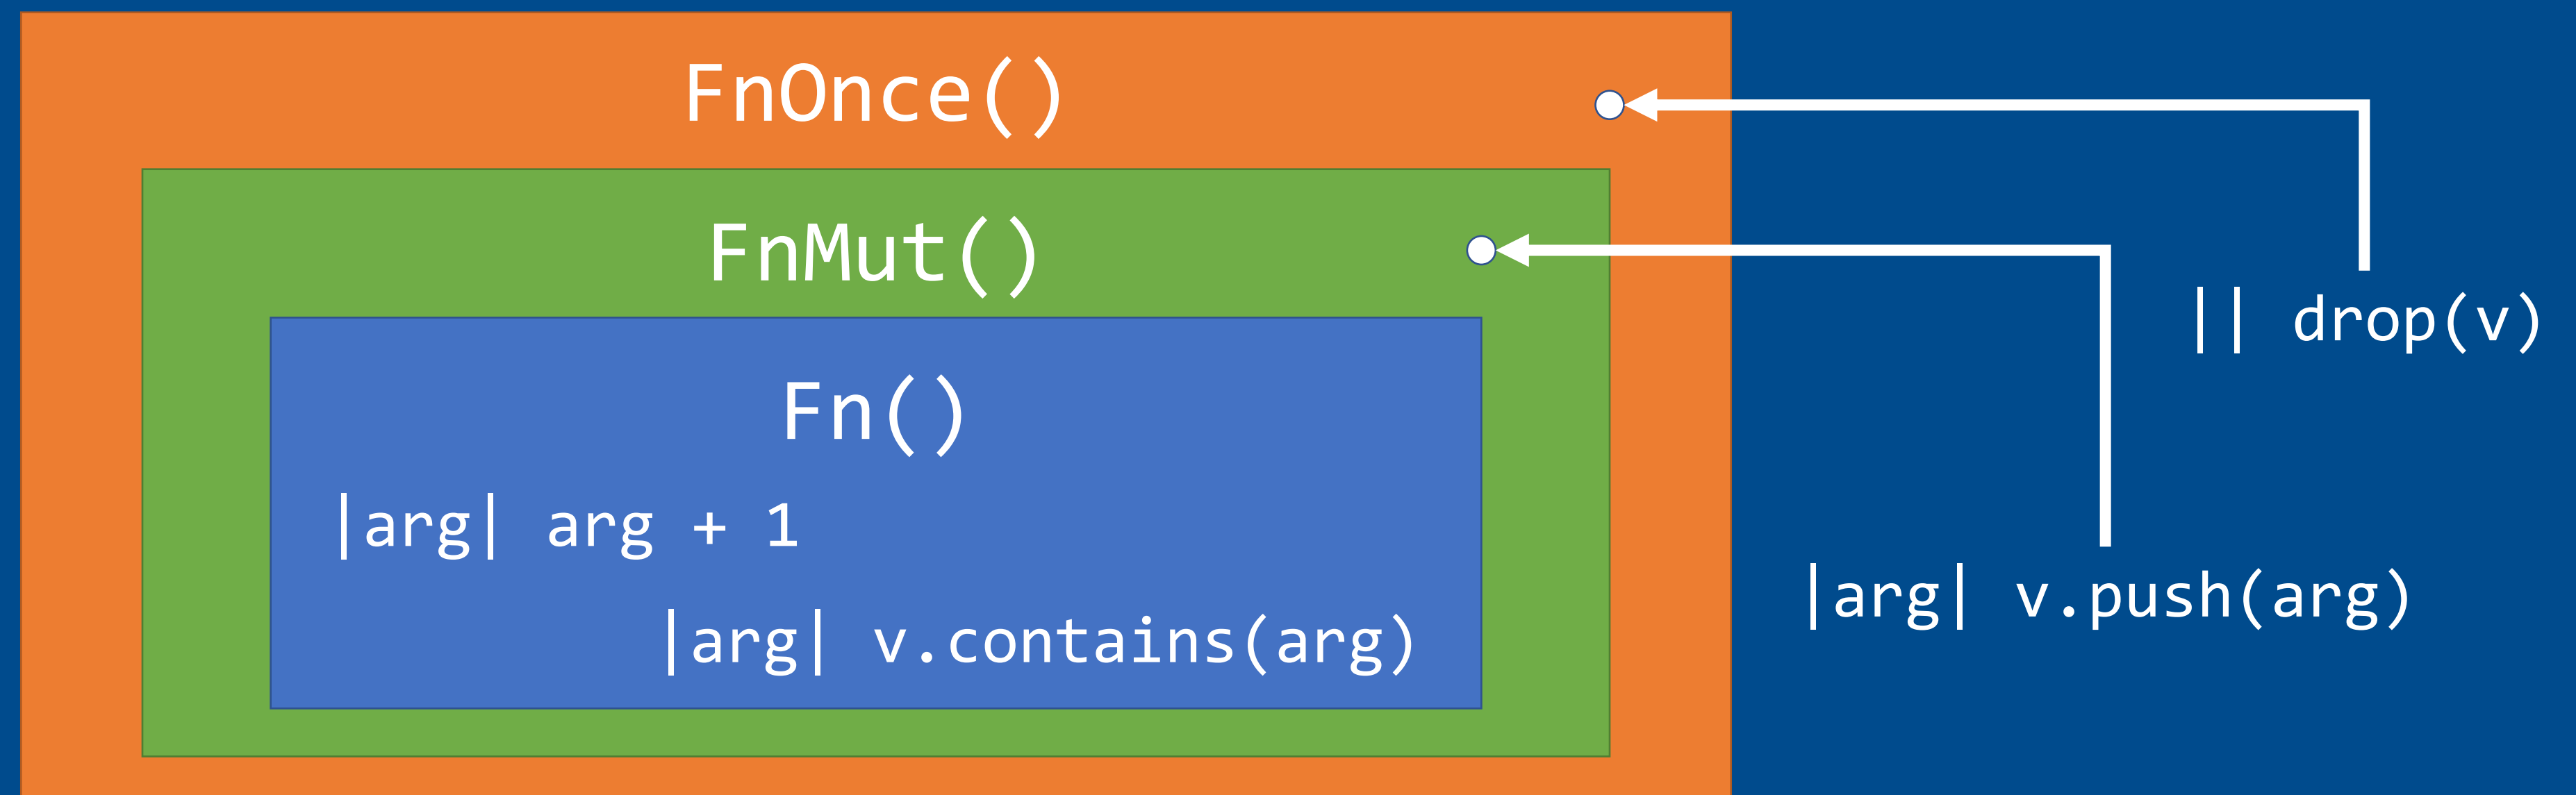 FnOnce()
FnMut()
|| drop(v)
Fn()
|arg| arg + 1
|arg| v.push(arg)
|arg| v.contains(arg)